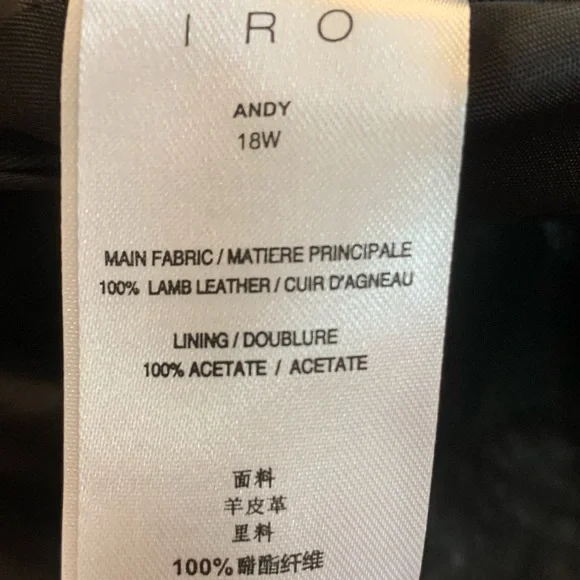 IRO
ANDY
18W
MAIN FABRIC / MATIERE PRINCIPALE
100% LAMB LEATHER / CUIR D'AGNEAU
LINING / DOUBLURE
100% ACETATE / ACETATE
面料
羊皮革
里料
100%醋酯纤维